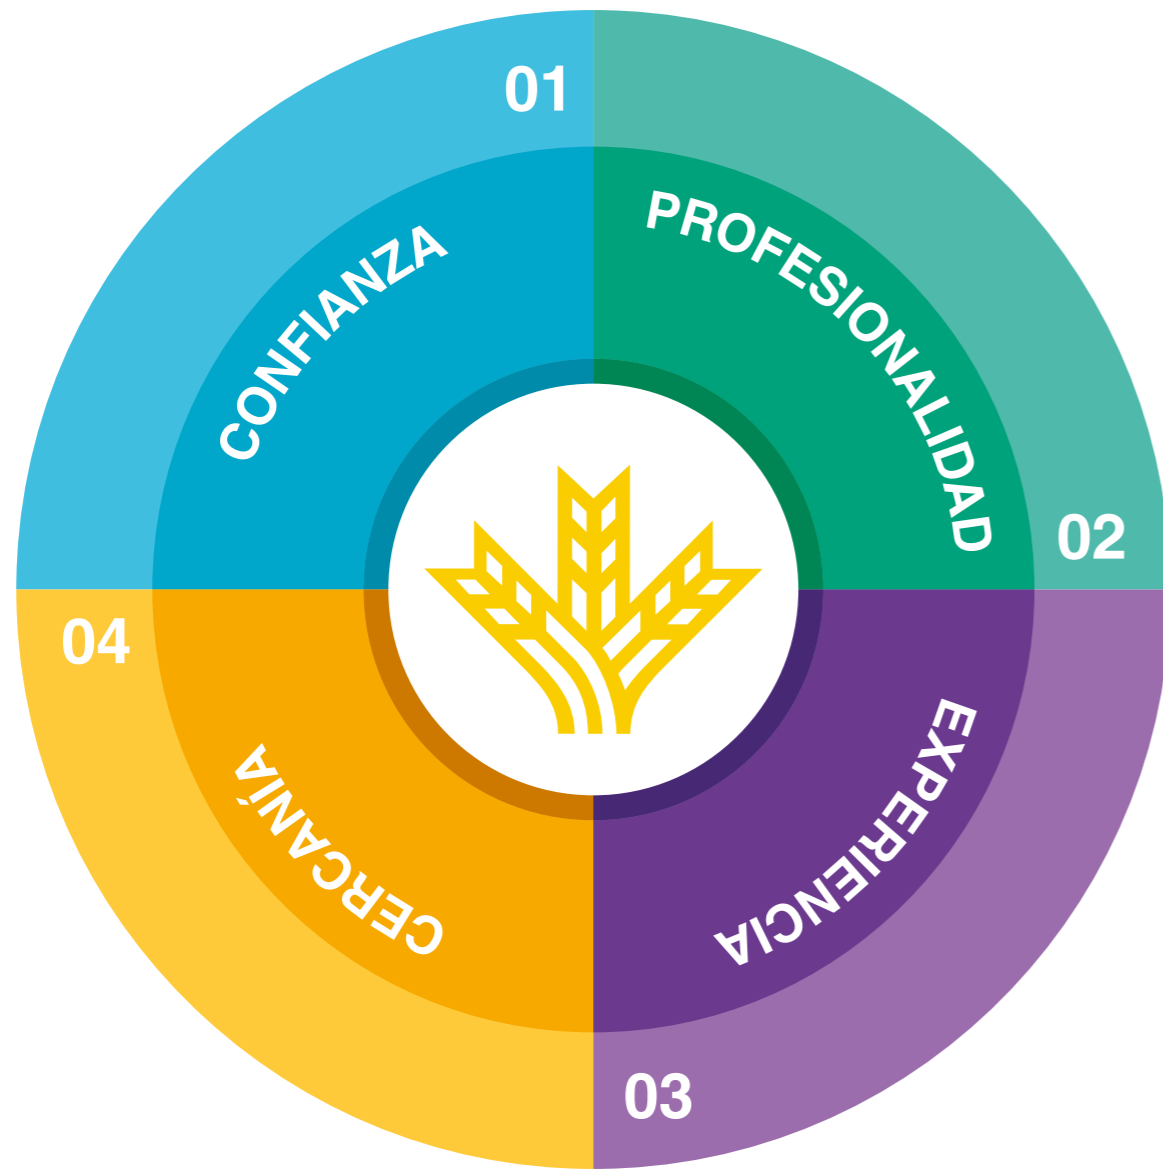 01
CONFIANZA
PROFESIONALIDAD
02
EXPERIENCIA
03
CERCANÍA
04